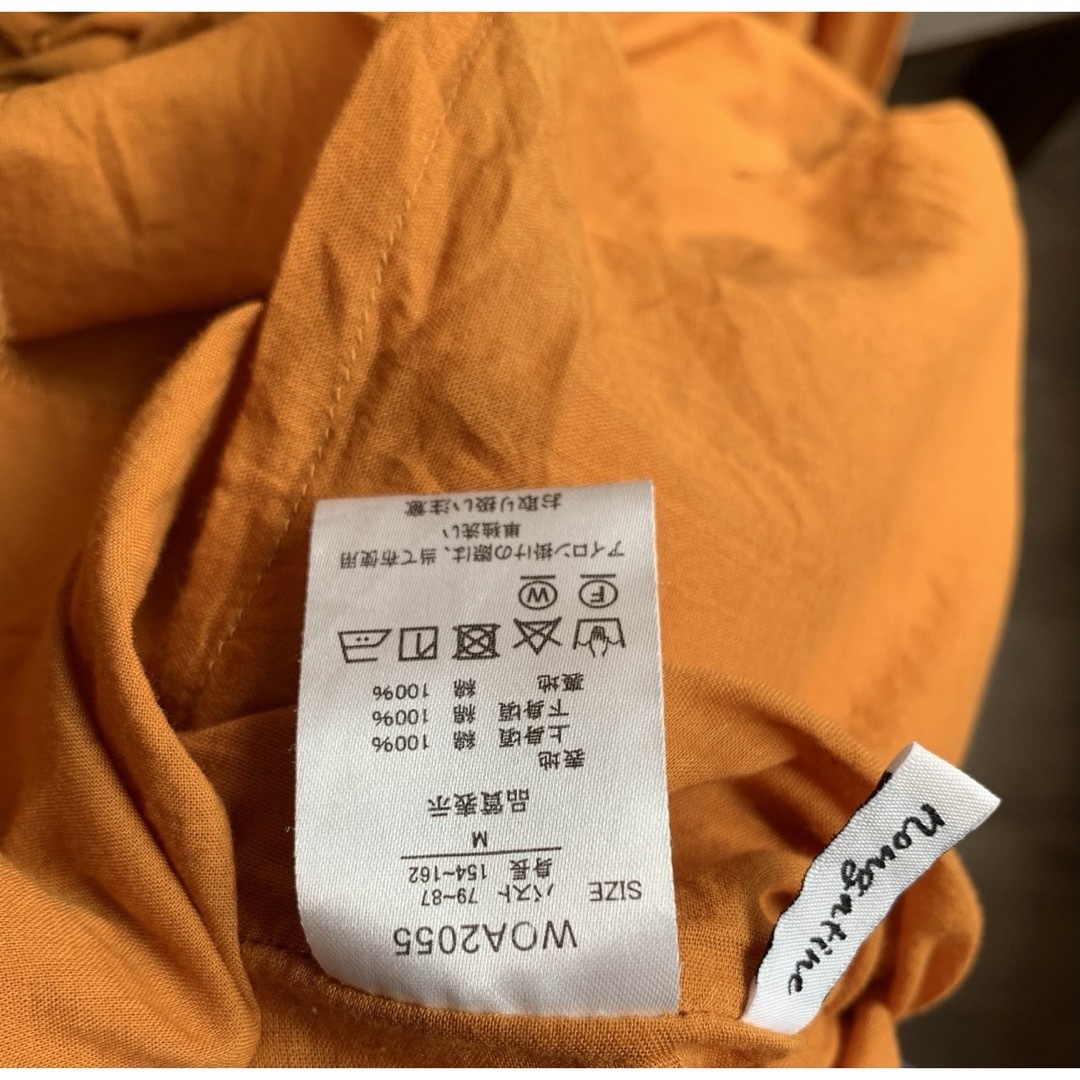 WOA2055
SIZE バスト 79~87
身長 154~162
M
品質表示
表地
上身頃 綿 100%
下身頃 綿 100%
裏地 綿 100%
F W
アイロン掛けの際は、当て布使用
単独洗い
お取り扱い注意
nougntine